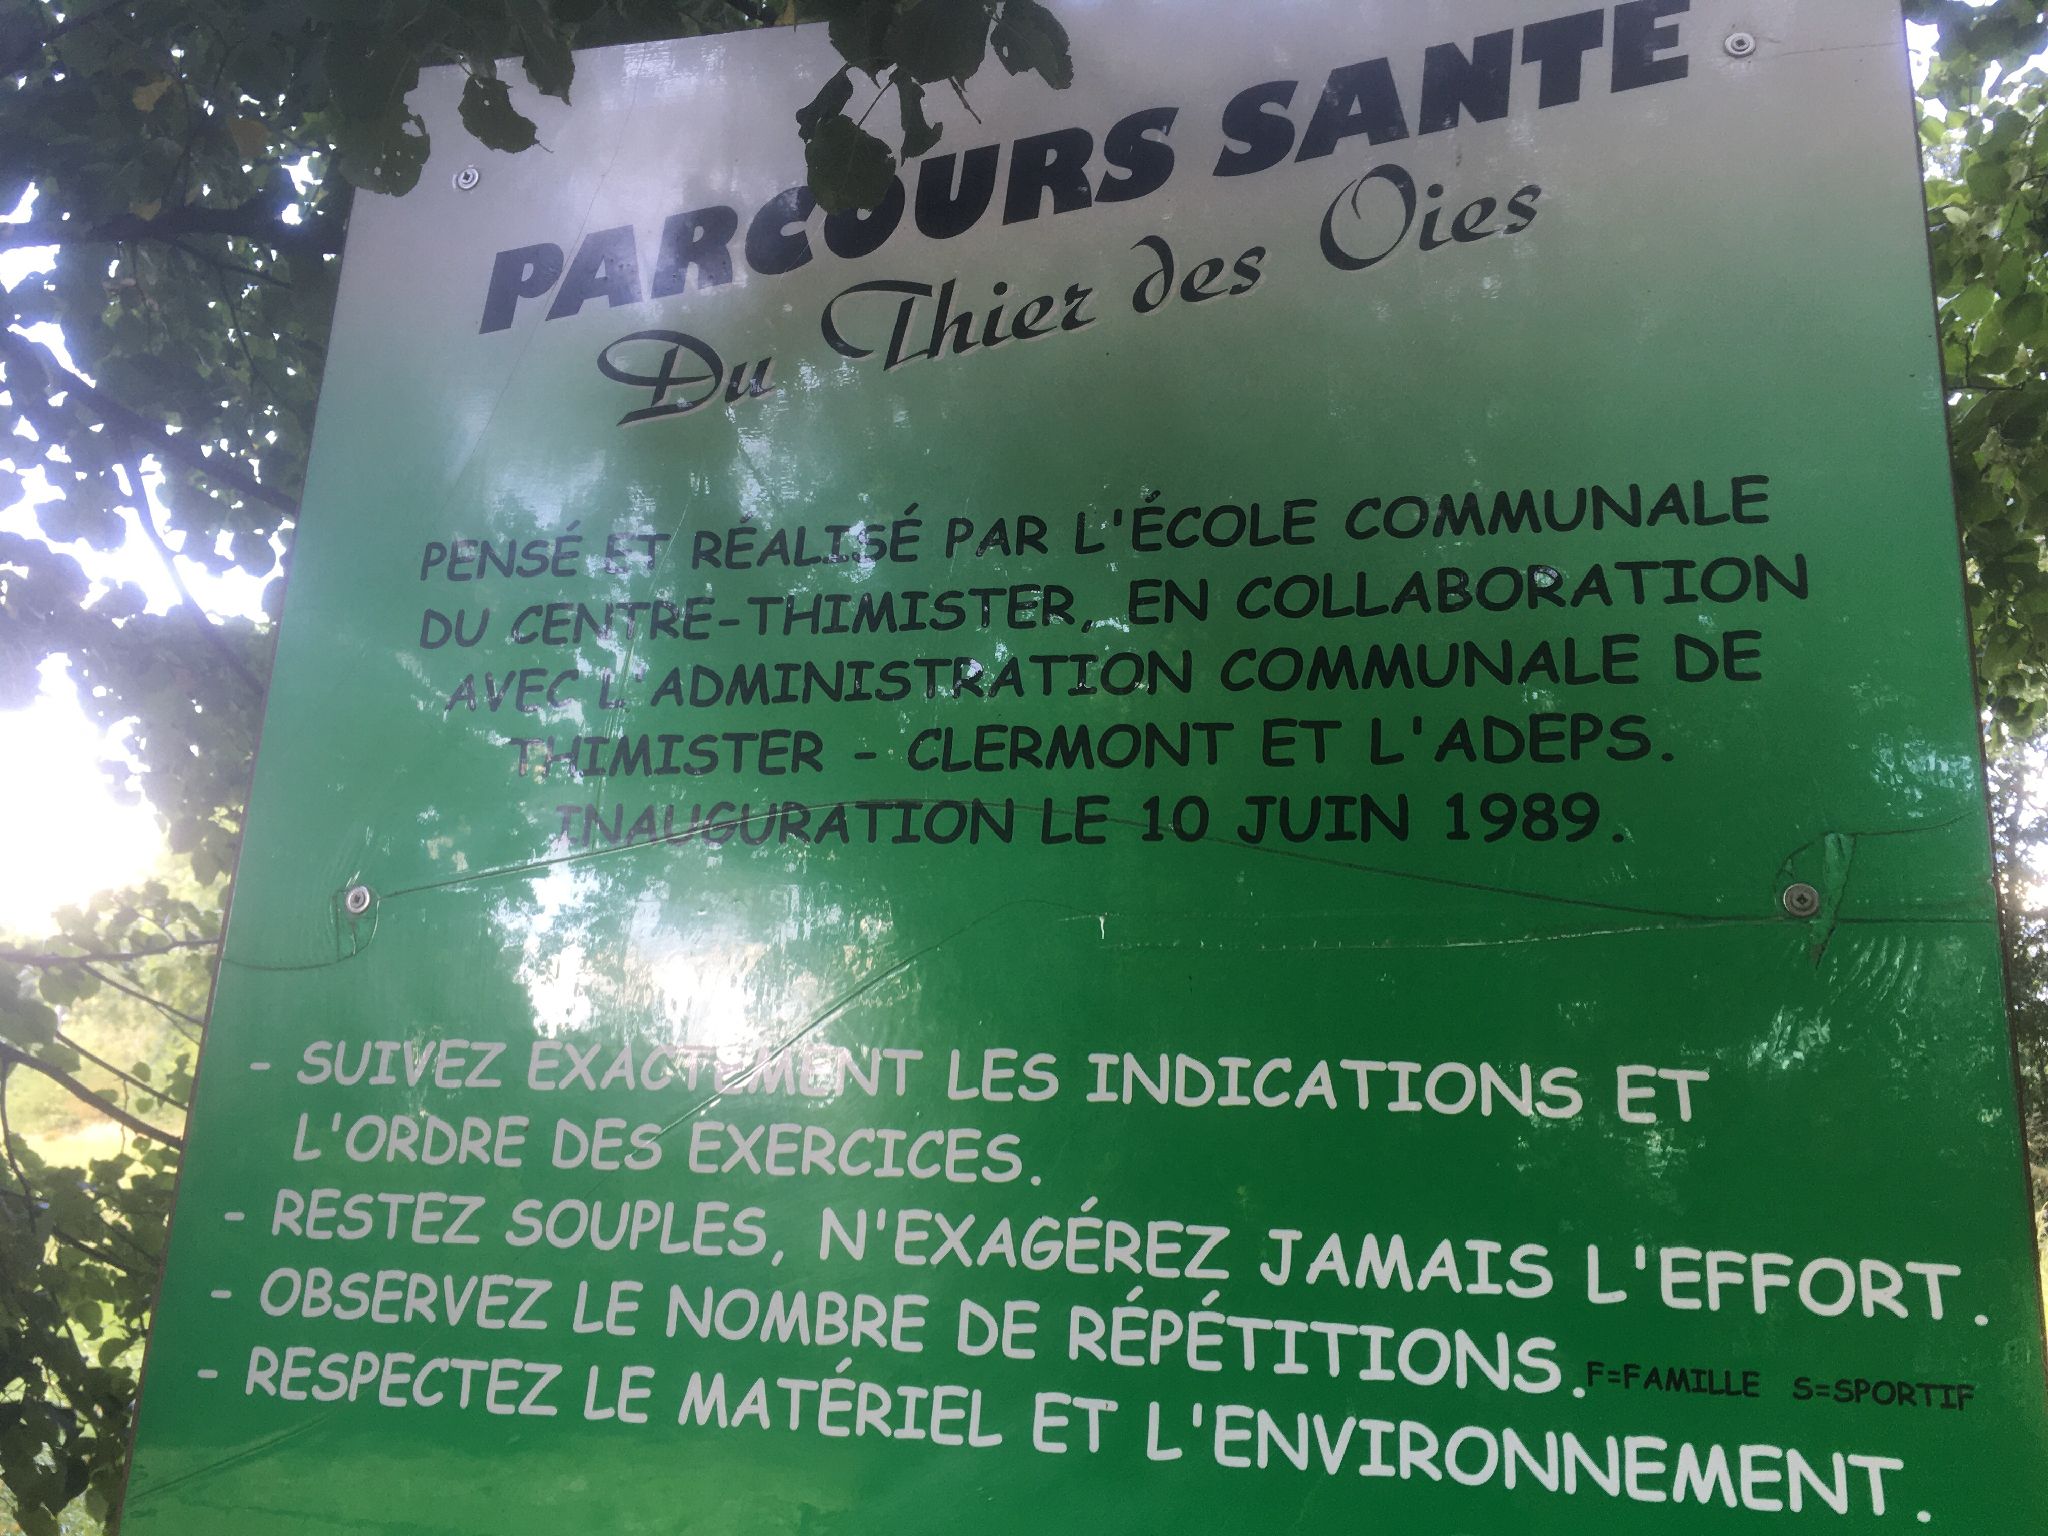 PARCOURS SANTE
Du Thier des Oies
PENSÉ ET RÉALISÉ PAR L'ÉCOLE COMMUNALE
DU CENTRE-THIMISTER, EN COLLABORATION
AVEC L'ADMINISTRATION COMMUNALE DE
THIMISTER - CLERMONT ET L'ADEPS.
INAUGURATION LE 10 JUIN 1989.
- SUIVEZ EXACTEMENT LES INDICATIONS ET
L'ORDRE DES EXERCICES.
- RESTEZ SOUPLES, N'EXAGÉREZ JAMAIS L'EFFORT.
- OBSERVEZ LE NOMBRE DE RÉPÉTITIONS. F=FAMILLE S=SPORTIF
- RESPECTEZ LE MATÉRIEL ET L'ENVIRONNEMENT.